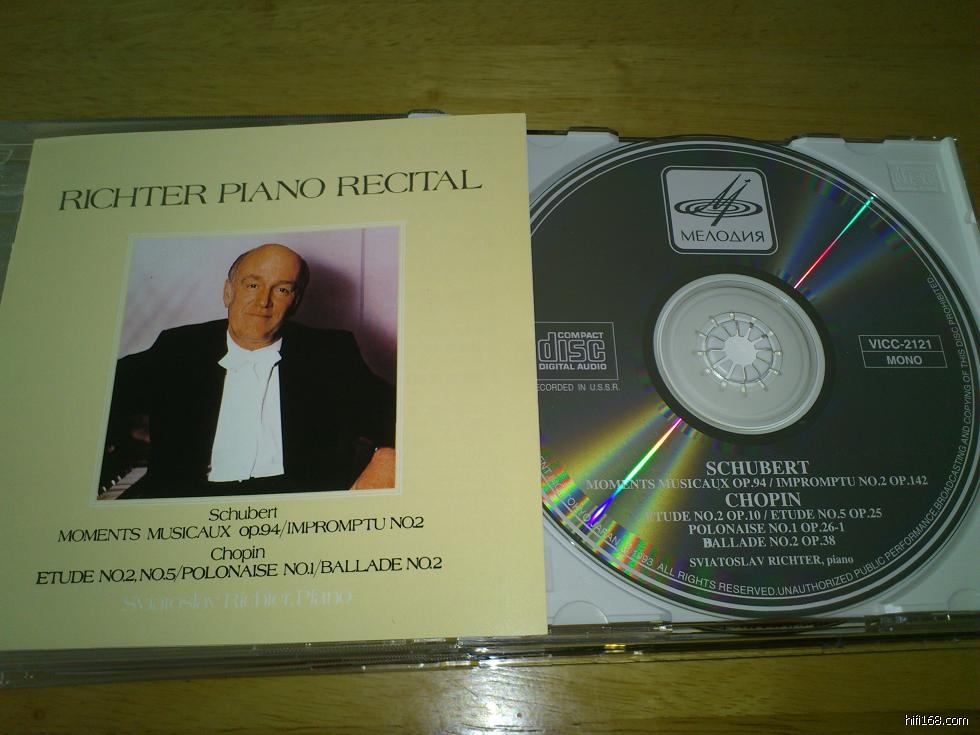 RICHTER PIANO RECITAL
Schubert
MOMENTS MUSICAUX op.94/IMPROMPTU NO.2
Chopin
ETUDE NO.2, NO.5/POLONAISE NO.1/BALLADE NO.2
Sviatoslav Richter, Piano
МЕЛОДИЯ
COMPACT
disc
DIGITAL AUDIO
RECORDED IN U.S.S.R.
VICC-2121
MONO
SCHUBERT
MOMENTS MUSICAUX OP.94 / IMPROMPTU NO.2 OP.142
CHOPIN
ETUDE NO.2 OP.10 / ETUDE NO.5 OP.25
POLONAISE NO.1 OP.26-1
BALLADE NO.2 OP.38
SVIATOSLAV RICHTER, piano
TOKYO, JAPAN 1993 ALL RIGHTS RESERVED.UNAUTHORIZED PUBLIC PERFORMANCE,BROADCASTING AND COPYING OF THIS DISC PROHIBITED
hifi168.com